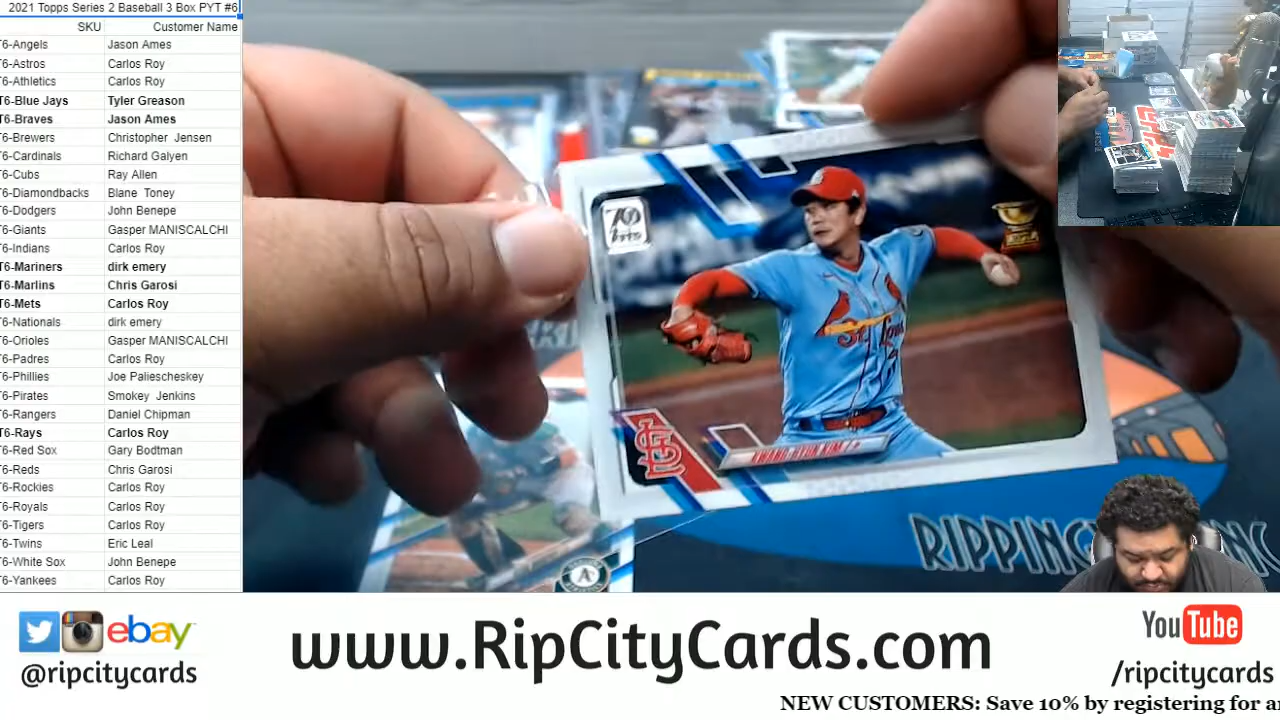 2021 Topps Series 2 Baseball 3 Box PYT #6
SKU Customer Name
T6-Angels Jason Ames
T6-Astros Carlos Roy
T6-Athletics Carlos Roy
T6-Blue Jays Tyler Greason
T6-Braves Jason Ames
T6-Brewers Christopher Jensen
T6-Cardinals Richard Galyen
T6-Cubs Ray Allen
T6-Diamondbacks Blane Toney
T6-Dodgers John Benepe
T6-Giants Gasper MANISCALCHI
T6-Indians Carlos Roy
T6-Mariners dirk emery
T6-Marlins Chris Garosi
T6-Mets Carlos Roy
T6-Nationals dirk emery
T6-Orioles Gasper MANISCALCHI
T6-Padres Carlos Roy
T6-Phillies Joe Paliescheskey
T6-Pirates Smokey Jenkins
T6-Rangers Daniel Chipman
T6-Rays Carlos Roy
T6-Red Sox Gary Bodtman
T6-Reds Chris Garosi
T6-Rockies Carlos Roy
T6-Royals Carlos Roy
T6-Tigers Carlos Roy
T6-Twins Eric Leal
T6-White Sox John Benepe
T6-Yankees Carlos Roy
70
Topps
St. Louis
KWANG HYUN KIM
A's
RIPPING
ebay
@ripcitycards
www.RipCityCards.com
YouTube
/ripcitycards
NEW CUSTOMERS: Save 10% by registering for a